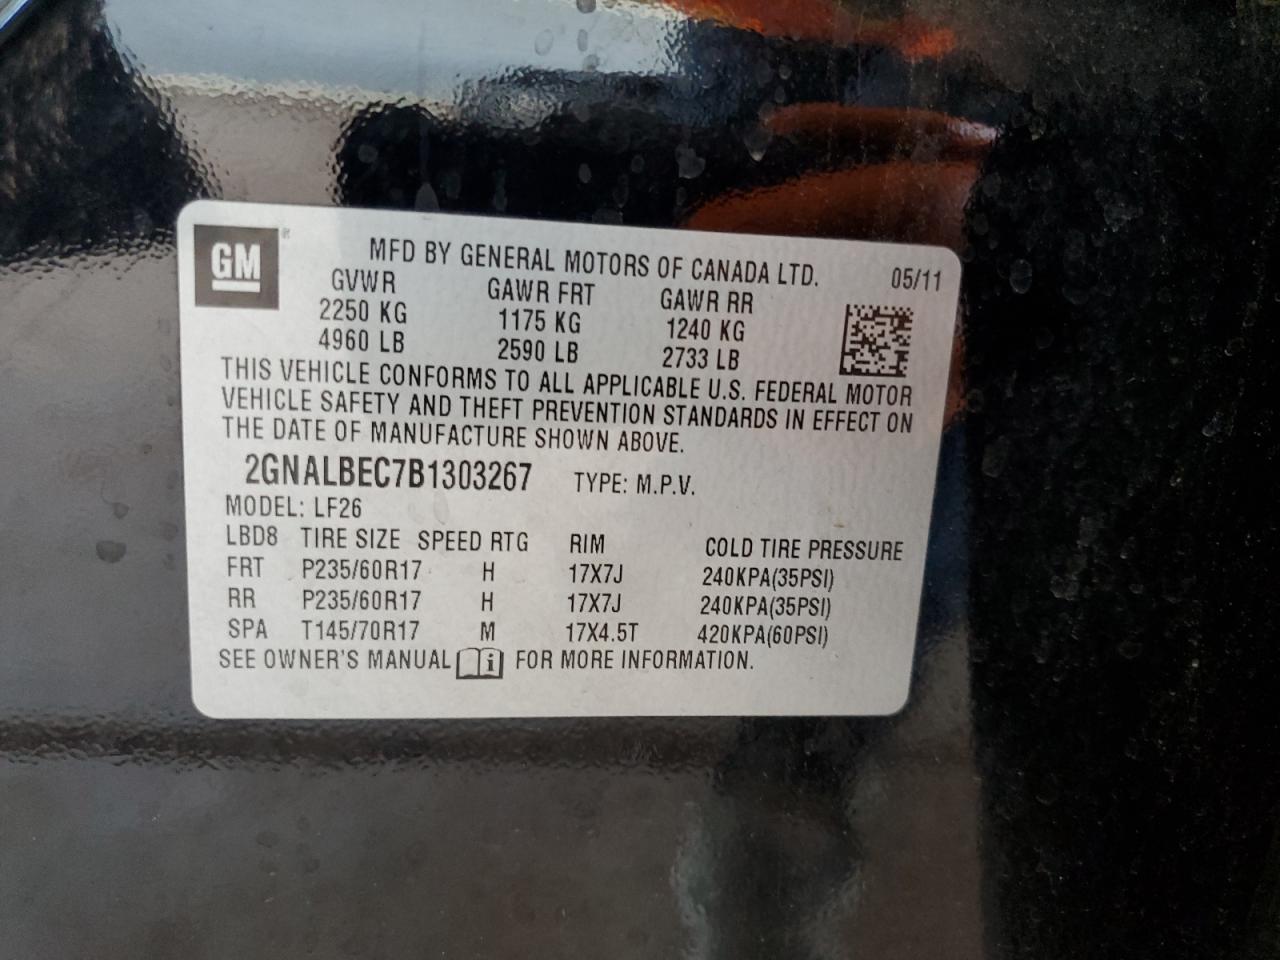 GM®
MFD BY GENERAL MOTORS OF CANADA LTD. 05/11
GVWR GAWR FRT GAWR RR
2250 KG 1175 KG 1240 KG
4960 LB 2590 LB 2733 LB
THIS VEHICLE CONFORMS TO ALL APPLICABLE U.S. FEDERAL MOTOR
VEHICLE SAFETY AND THEFT PREVENTION STANDARDS IN EFFECT ON
THE DATE OF MANUFACTURE SHOWN ABOVE.
2GNALBEC7B1303267 TYPE: M.P.V.
MODEL: LF26
LBD8 TIRE SIZE SPEED RTG RIM COLD TIRE PRESSURE
FRT P235/60R17 H 17X7J 240KPA(35PSI)
RR P235/60R17 H 17X7J 240KPA(35PSI)
SPA T145/70R17 M 17X4.5T 420KPA(60PSI)
SEE OWNER'S MANUAL i FOR MORE INFORMATION.